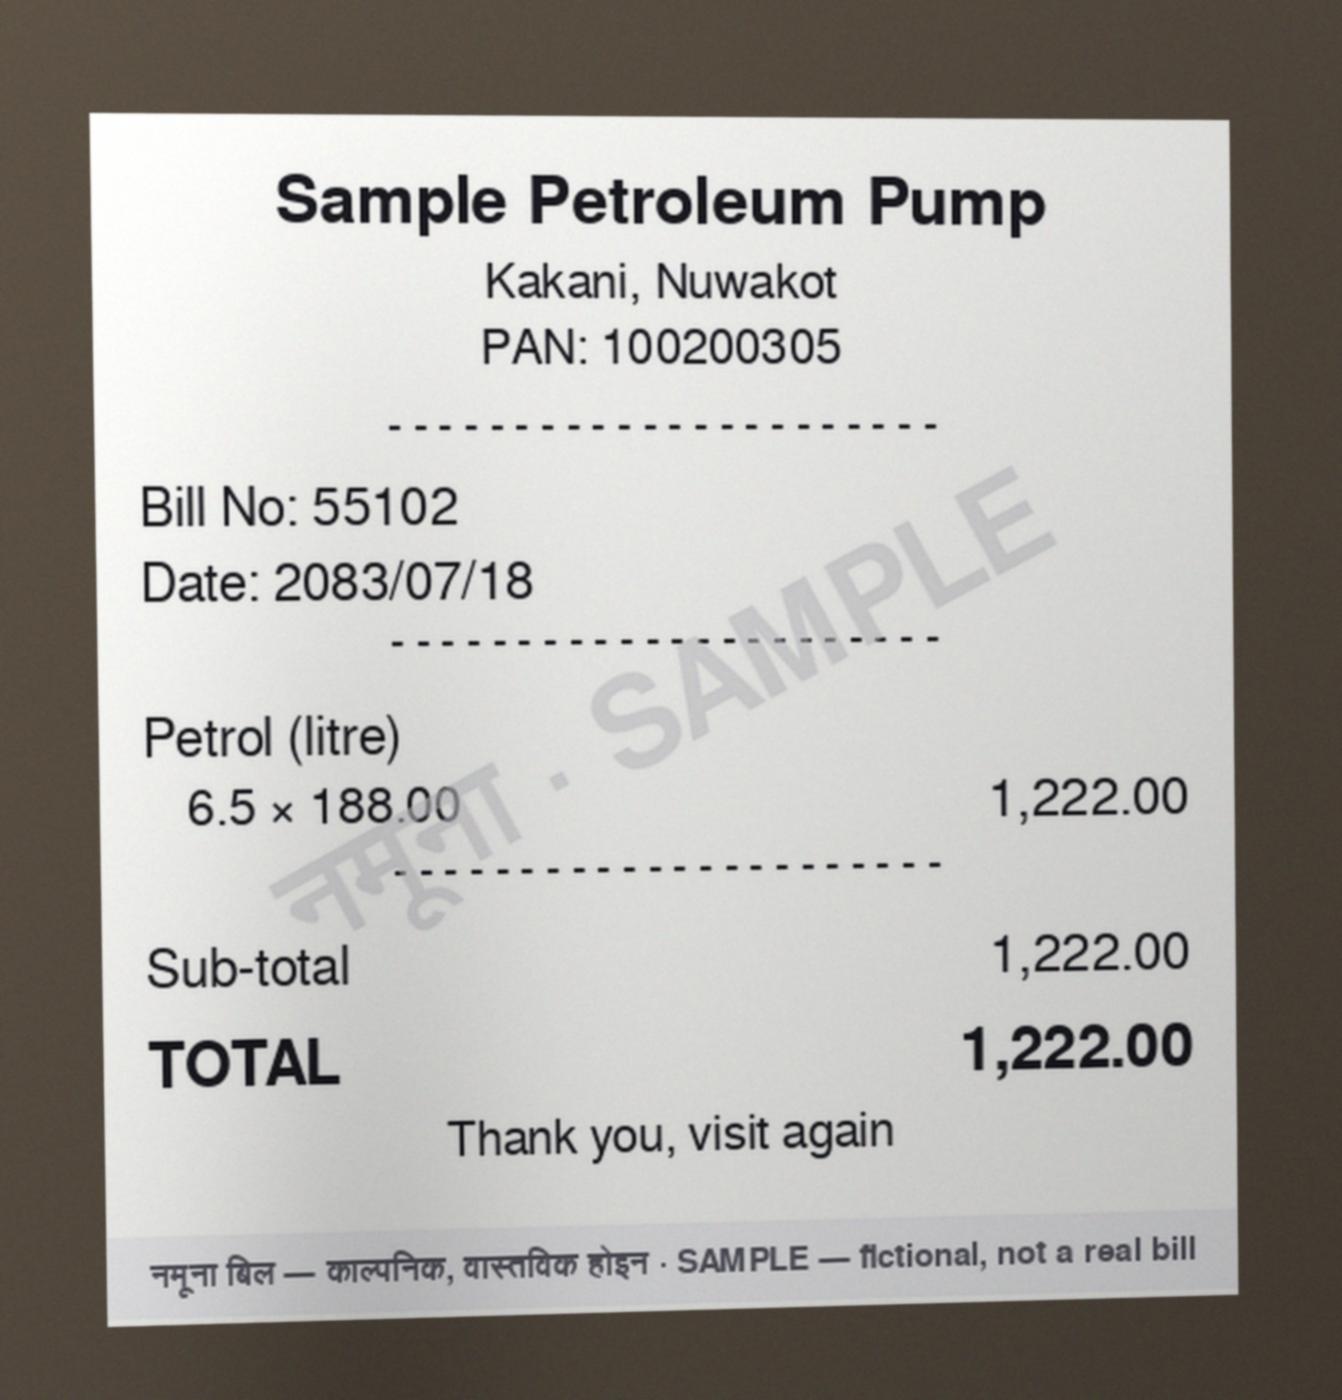 Sample Petroleum Pump
Kakani, Nuwakot
PAN: 100200305
----------------------
Bill No: 55102
Date: 2083/07/18
----------------------
Petrol (litre)
6.5 × 188.00 1,222.00
----------------------
नमूना · SAMPLE
Sub-total 1,222.00
TOTAL 1,222.00
Thank you, visit again
नमूना बिल — काल्पनिक, वास्तविक होइन · SAMPLE — fictional, not a real bill